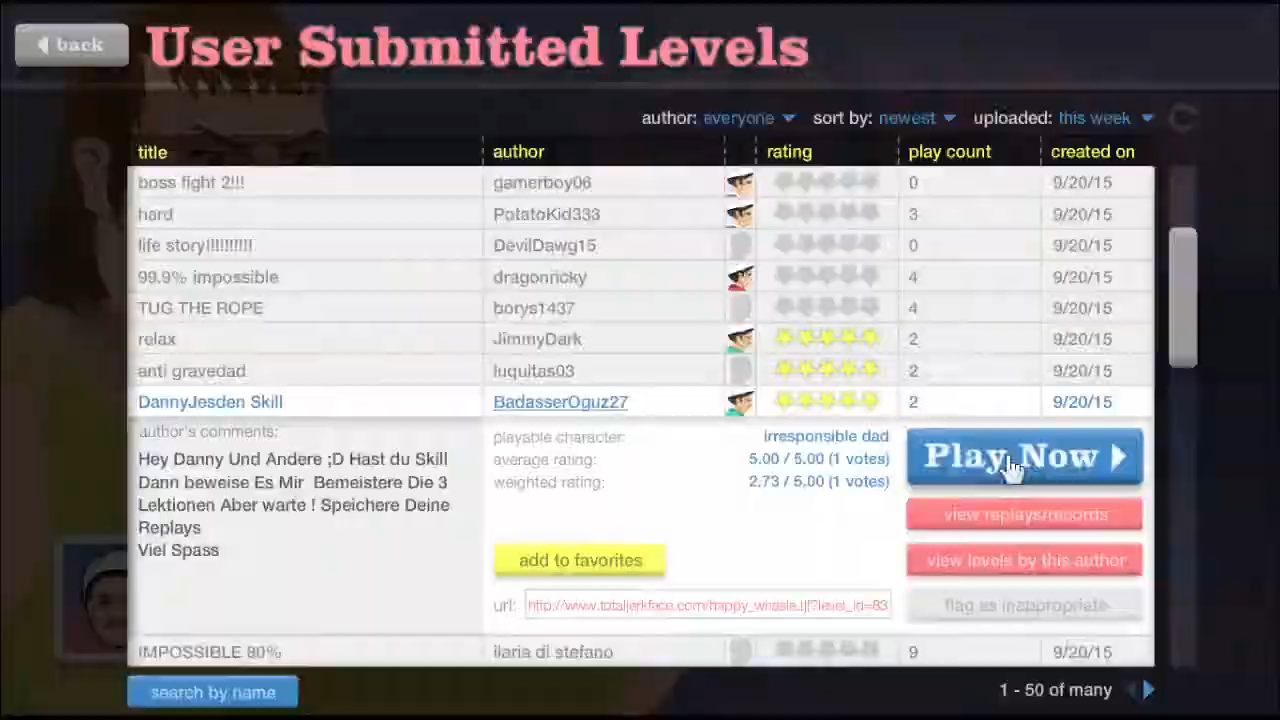 back
User Submitted Levels
author: everyone sort by: newest uploaded: this week
title author rating play count created on
boss fight 2!!! gamerboy06 0 9/20/15
hard PotatoKid333 3 9/20/15
life story!!!!!!!!!! DevilDawg15 0 9/20/15
99.9% impossible dragonricky 4 9/20/15
TUG THE ROPE borys1437 4 9/20/15
relax JimmyDark 2 9/20/15
anti gravedad luquitas03 2 9/20/15
DannyJesden Skill BadasserOguz27 2 9/20/15
author's comments:
Hey Danny Und Andere ;D Hast du Skill
Dann beweise Es Mir Bemeistere Die 3
Lektionen Aber warte ! Speichere Deine
Replays
Viel Spass
playable character: irresponsible dad
average rating: 5.00 / 5.00 (1 votes)
weighted rating: 2.73 / 5.00 (1 votes)
add to favorites
url:
Play Now
view replays/records
view levels by this author
flag as inappropriate
IMPOSSIBLE 80% ilaria di stefano 9 9/20/15
search by name
1 - 50 of many